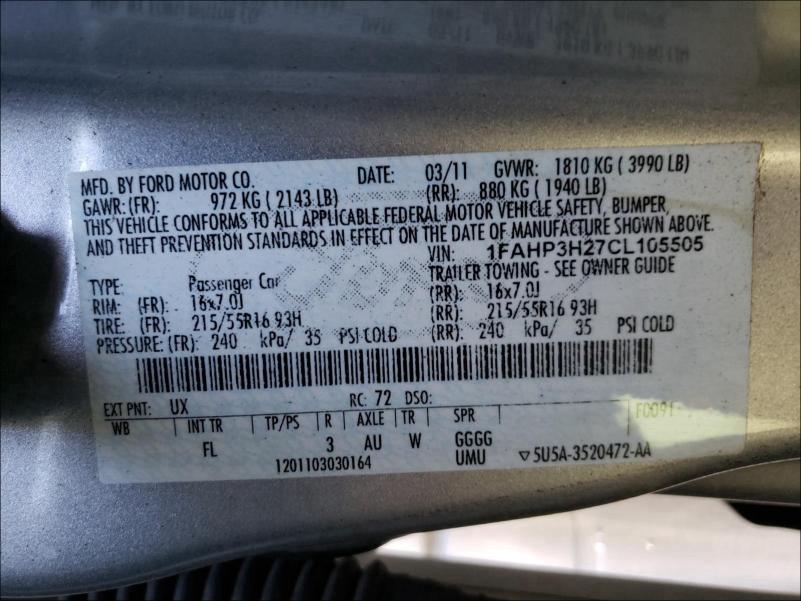 MFD. BY FORD MOTOR CO. DATE: 03/11 GVWR: 1810 KG ( 3990 LB)
GAWR: (FR): 972 KG ( 2143 LB) (RR): 880 KG ( 1940 LB)
THIS VEHICLE CONFORMS TO ALL APPLICABLE FEDERAL MOTOR VEHICLE SAFETY, BUMPER,
AND THEFT PREVENTION STANDARDS IN EFFECT ON THE DATE OF MANUFACTURE SHOWN ABOVE.
VIN: 1FAHP3H27CL105505
TYPE: Passenger Car TRAILER TOWING - SEE OWNER GUIDE
RIM: (FR): 16x7.0J (RR): 16x7.0J
TIRE: (FR): 215/55R16 93H (RR): 215/55R16 93H
PRESSURE: (FR): 240 kPa/ 35 PSI COLD (RR): 240 kPa/ 35 PSI COLD
EXT PNT: UX RC: 72 DSO: F0091
WB INT TR TP/PS R AXLE TR SPR
FL 3 AU W GGGG
1201103030164 UMU ▽5U5A-3520472-AA